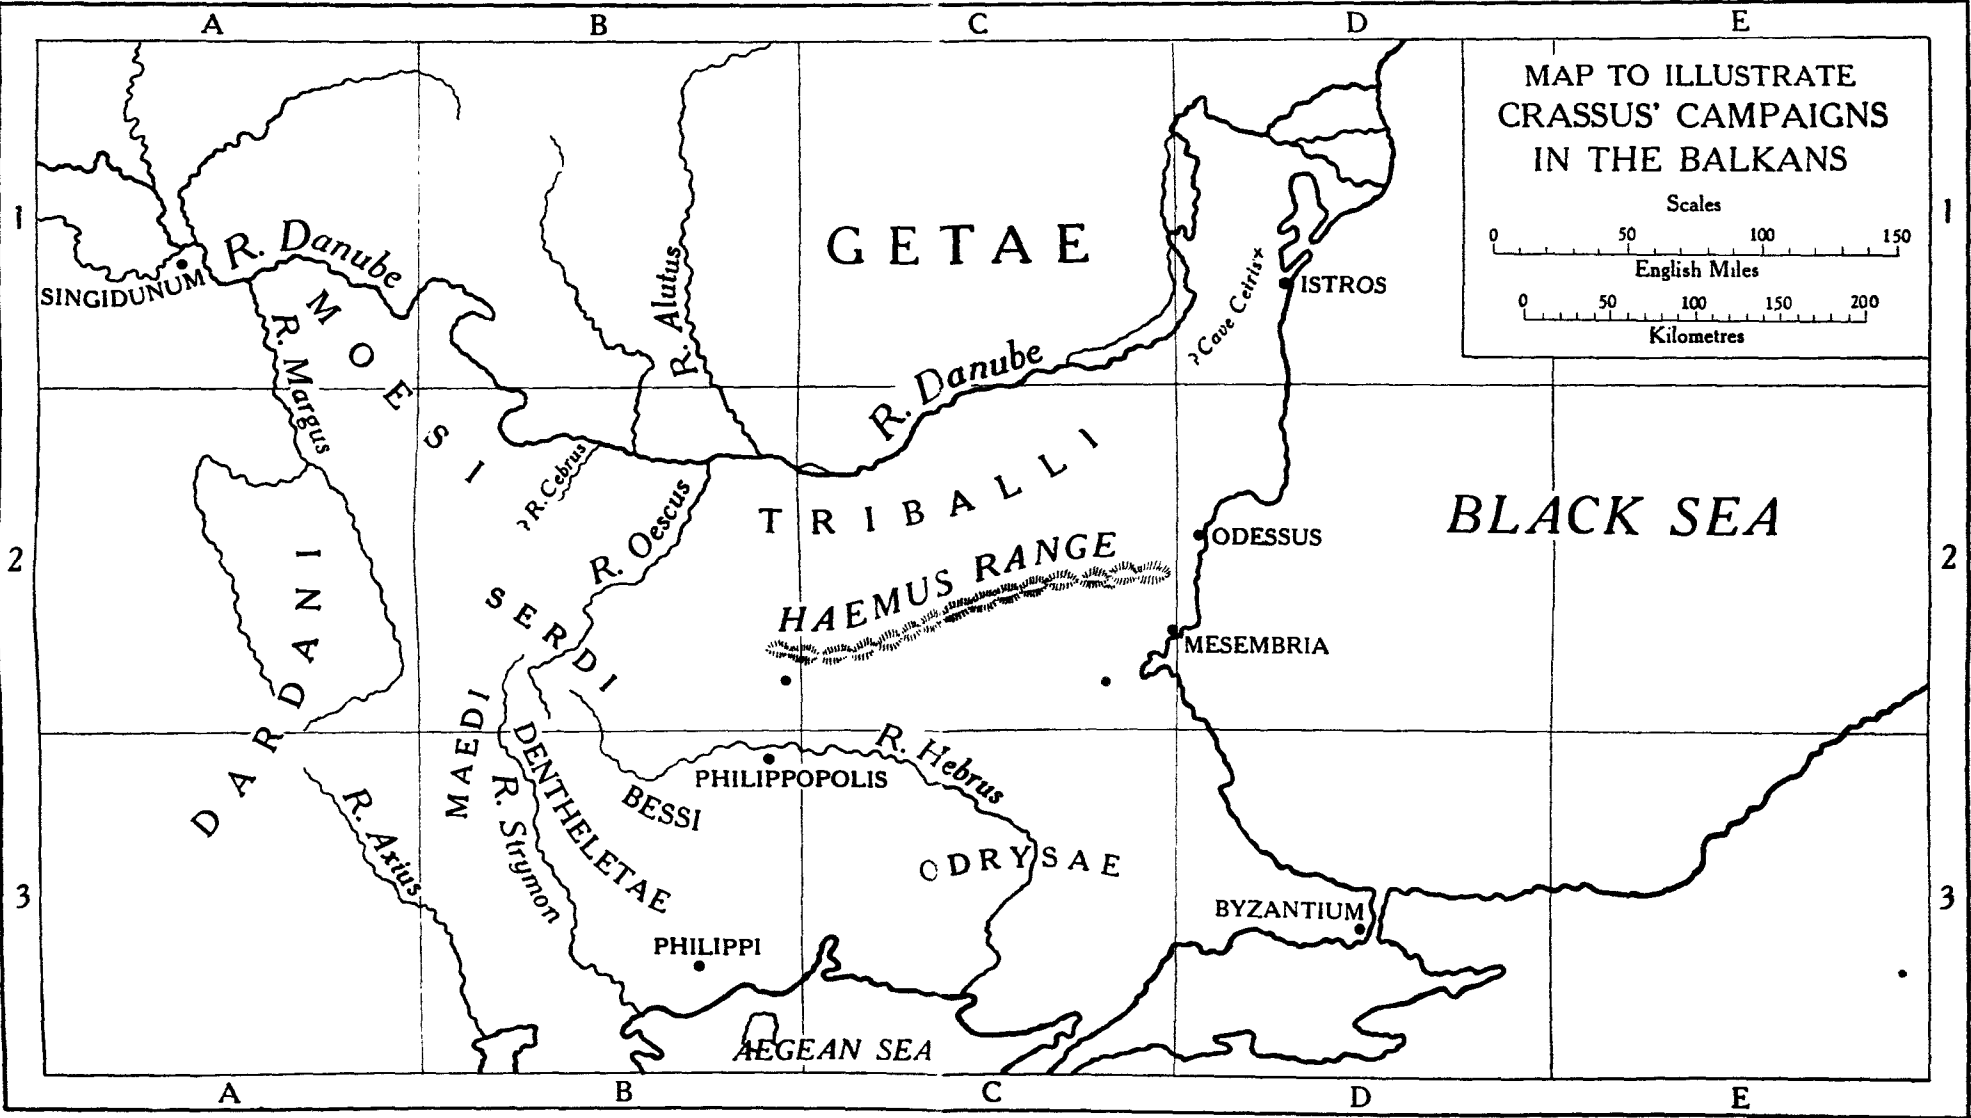 A B C D E
MAP TO ILLUSTRATE
CRASSUS' CAMPAIGNS
IN THE BALKANS
Scales
0 50 100 150
English Miles
0 50 100 150 200
Kilometres
1 1
R. Danube
SINGIDUNUM
MOESI
R. Margus
R. Alutus
GETAE
R. Danube
?Cave Ceiris×
ISTROS
2 2
?R. Cebrus
R. Oescus
TRIBALLI
HAEMUS RANGE
ODESSUS
BLACK SEA
MESEMBRIA
SERDI
DARDANI
MAEDI
DENTHELETAE
R. Strymon
R. Axius
BESSI
PHILIPPOPOLIS
R. Hebrus
ODRYSAE
3 3
PHILIPPI
BYZANTIUM
AEGEAN SEA
A B C D E